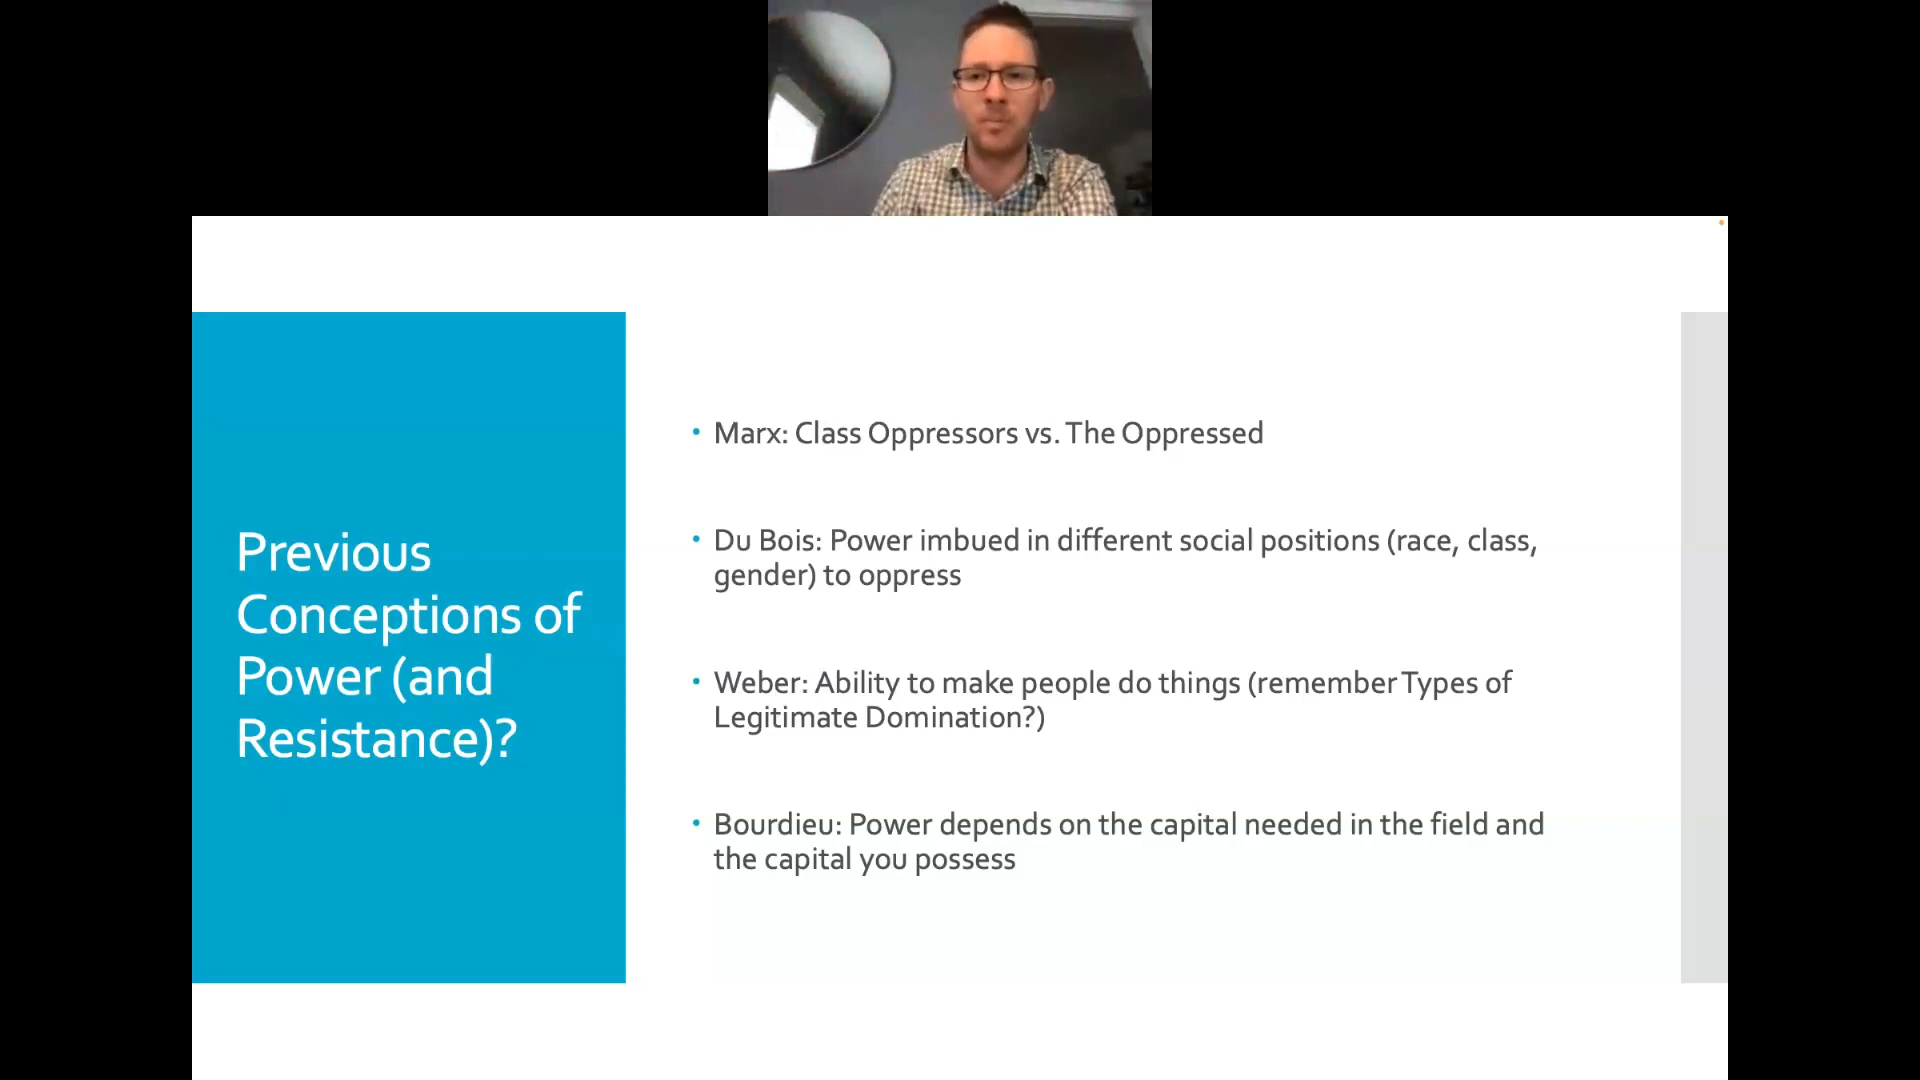 Previous
Conceptions of
Power (and
Resistance)?
• Marx: Class Oppressors vs. The Oppressed
• Du Bois: Power imbued in different social positions (race, class,
gender) to oppress
• Weber: Ability to make people do things (remember Types of
Legitimate Domination?)
• Bourdieu: Power depends on the capital needed in the field and
the capital you possess